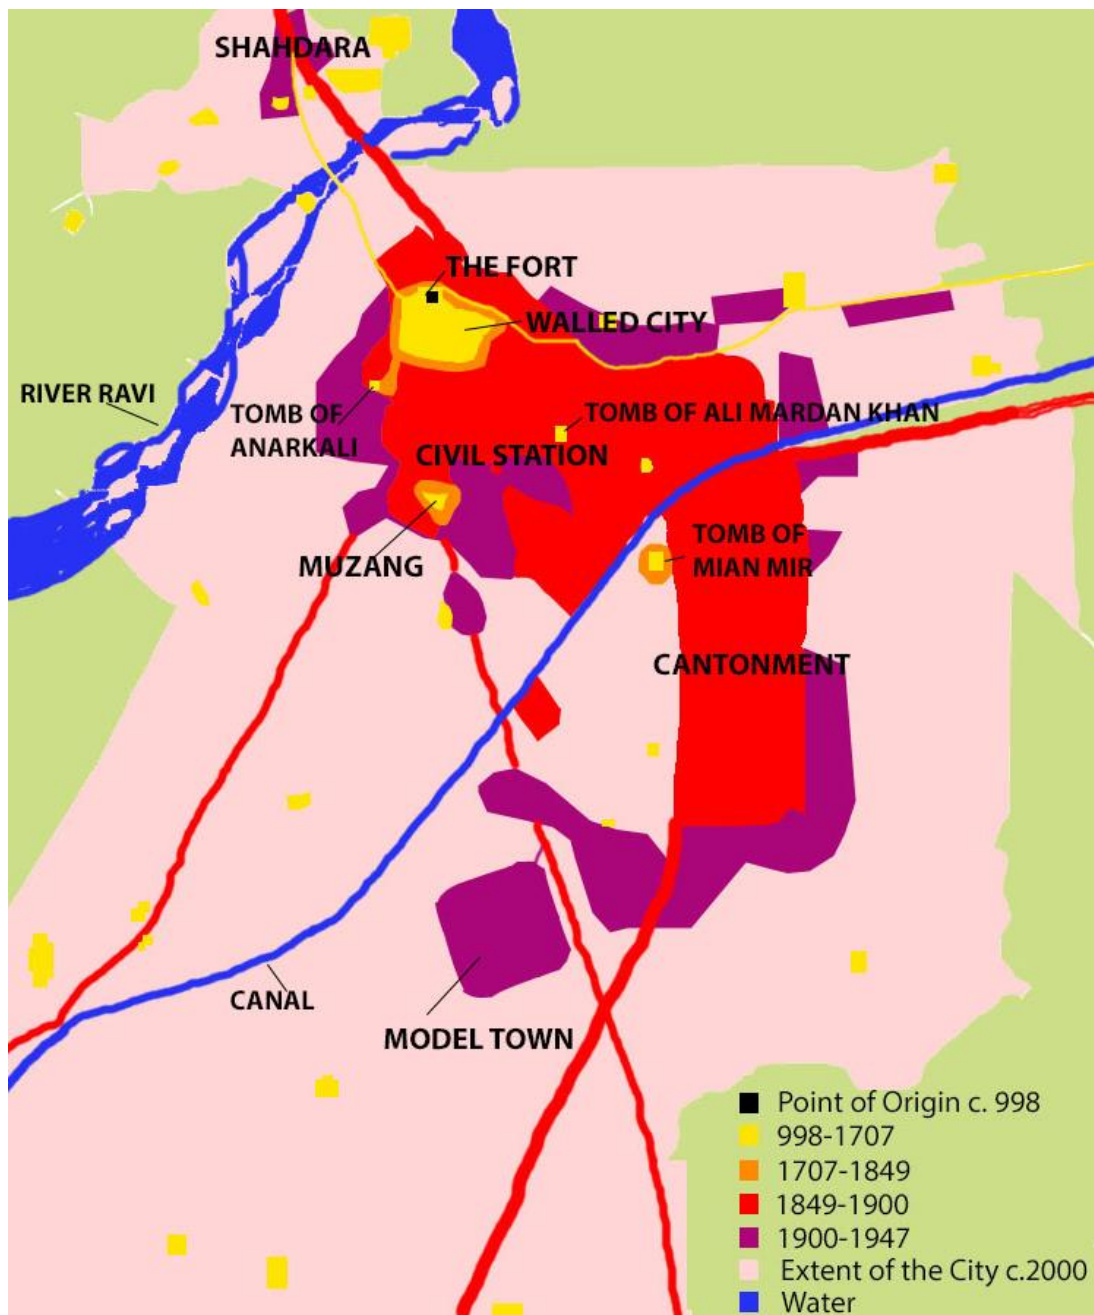 SHAHDARA
THE FORT
WALLED CITY
RIVER RAVI
TOMB OF
ANARKALI
TOMB OF ALI MARDAN KHAN
CIVIL STATION
TOMB OF
MIAN MIR
MUZANG
CANTONMENT
CANAL
MODEL TOWN
Point of Origin c. 998
998-1707
1707-1849
1849-1900
1900-1947
Extent of the City c.2000
Water